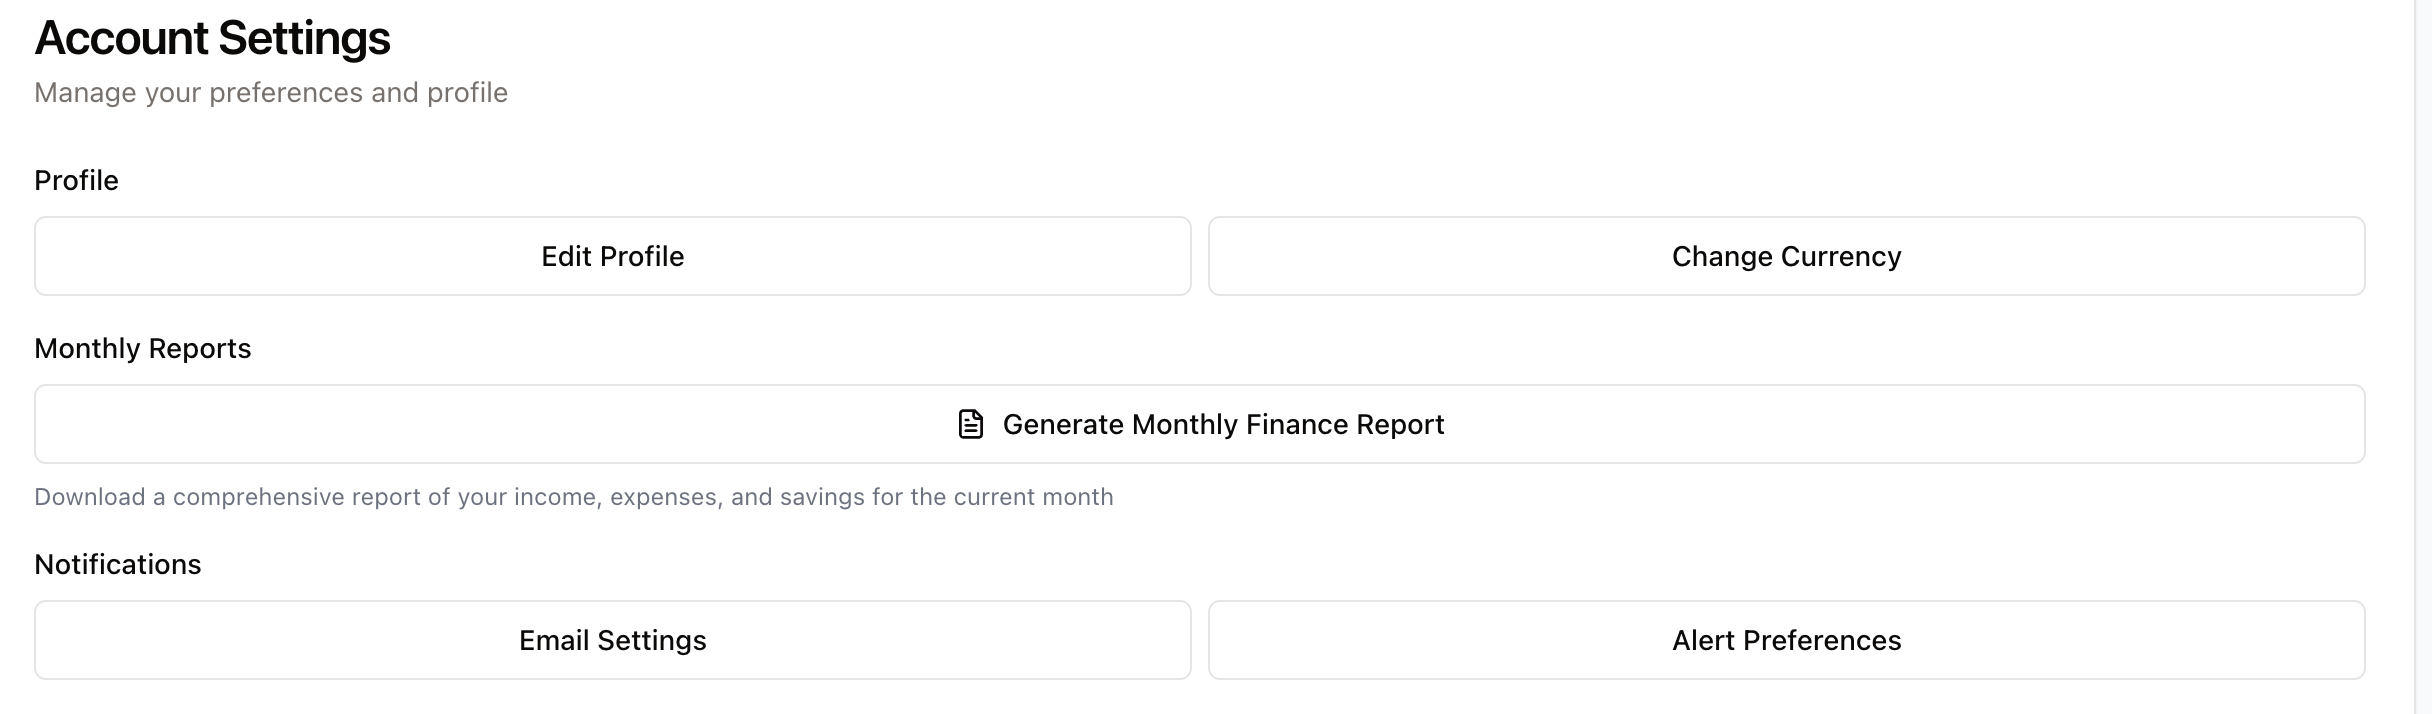 Account Settings
Manage your preferences and profile
Profile
Edit Profile
Change Currency
Monthly Reports
Generate Monthly Finance Report
Download a comprehensive report of your income, expenses, and savings for the current month
Notifications
Email Settings
Alert Preferences